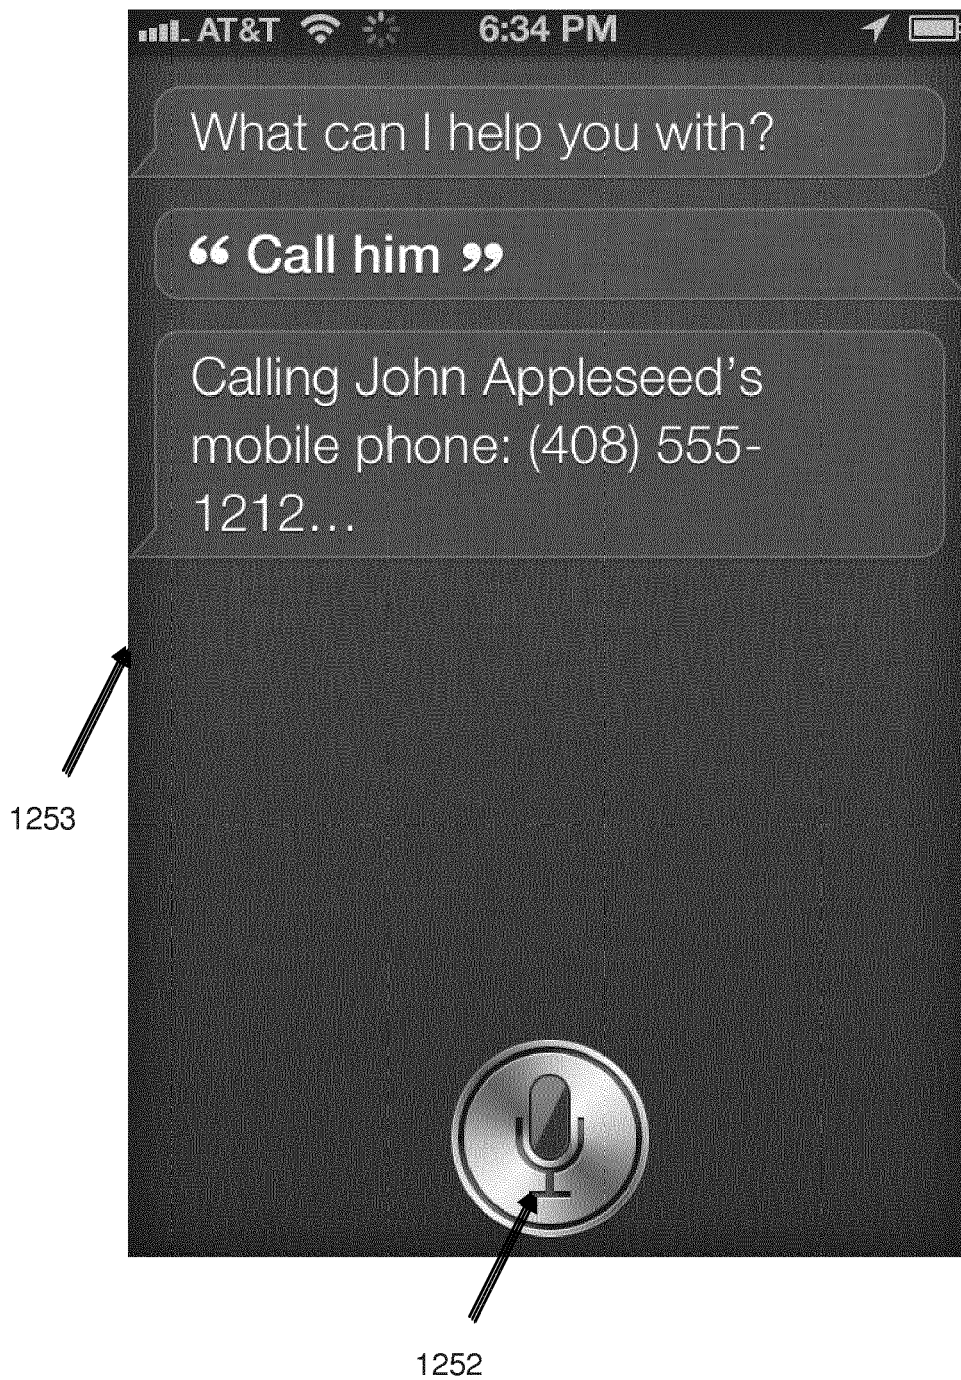 AT&T 6:34 PM
What can I help you with?
“ Call him ”
Calling John Appleseed’s
mobile phone: (408) 555-
1212...
1253
1252